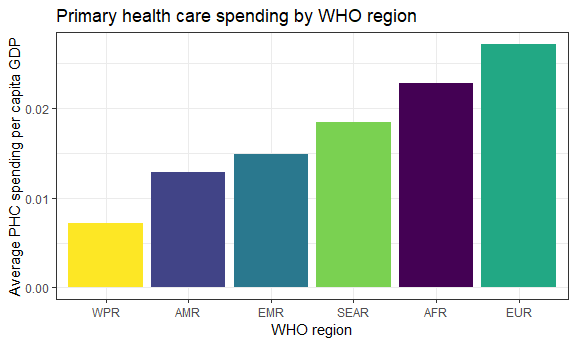 Primary health care spending by WHO region
Average PHC spending per capita GDP
0.02
0.01
0.00
WPR AMR EMR SEAR AFR EUR
WHO region